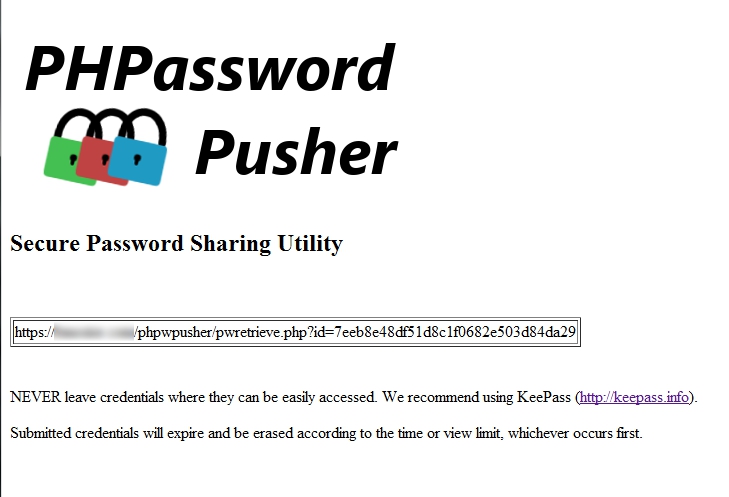 PHPassword
Pusher
Secure Password Sharing Utility
https:// /phpwpusher/pwretrieve.php?id=7eeb8e48df51d8c1f0682e503d84da29
NEVER leave credentials where they can be easily accessed. We recommend using KeePass (http://keepass.info).
Submitted credentials will expire and be erased according to the time or view limit, whichever occurs first.